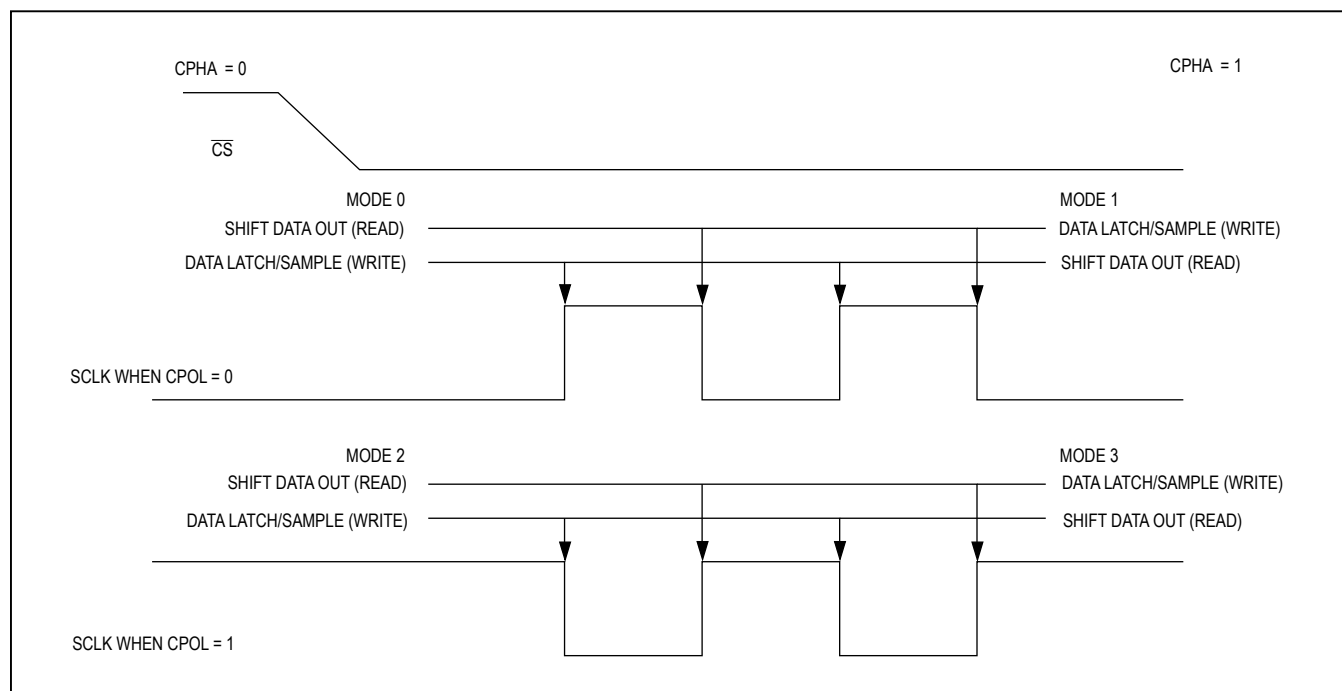 CPHA = 0
CPHA = 1
CS
MODE 0
MODE 1
SHIFT DATA OUT (READ)
DATA LATCH/SAMPLE (WRITE)
DATA LATCH/SAMPLE (WRITE)
SHIFT DATA OUT (READ)
SCLK WHEN CPOL = 0
MODE 2
MODE 3
SHIFT DATA OUT (READ)
DATA LATCH/SAMPLE (WRITE)
DATA LATCH/SAMPLE (WRITE)
SHIFT DATA OUT (READ)
SCLK WHEN CPOL = 1